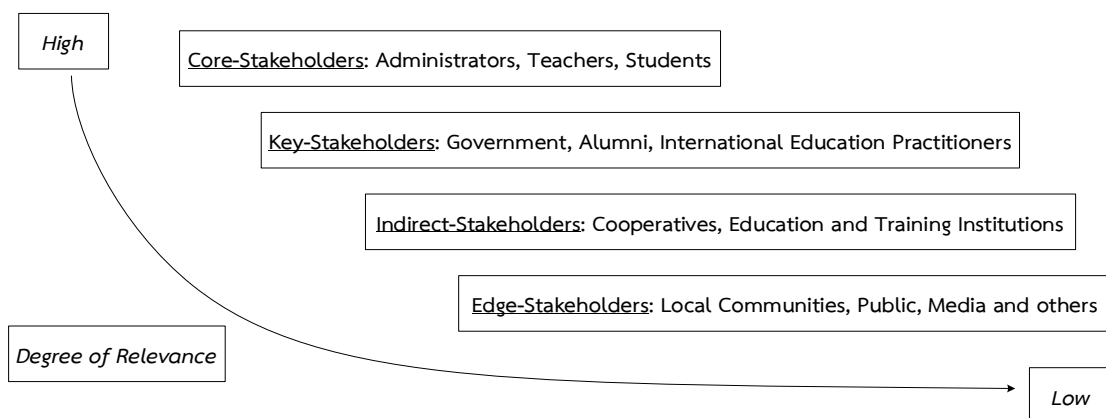 High
Core-Stakeholders: Administrators, Teachers, Students
Key-Stakeholders: Government, Alumni, International Education Practitioners
Indirect-Stakeholders: Cooperatives, Education and Training Institutions
Edge-Stakeholders: Local Communities, Public, Media and others
Degree of Relevance
Low